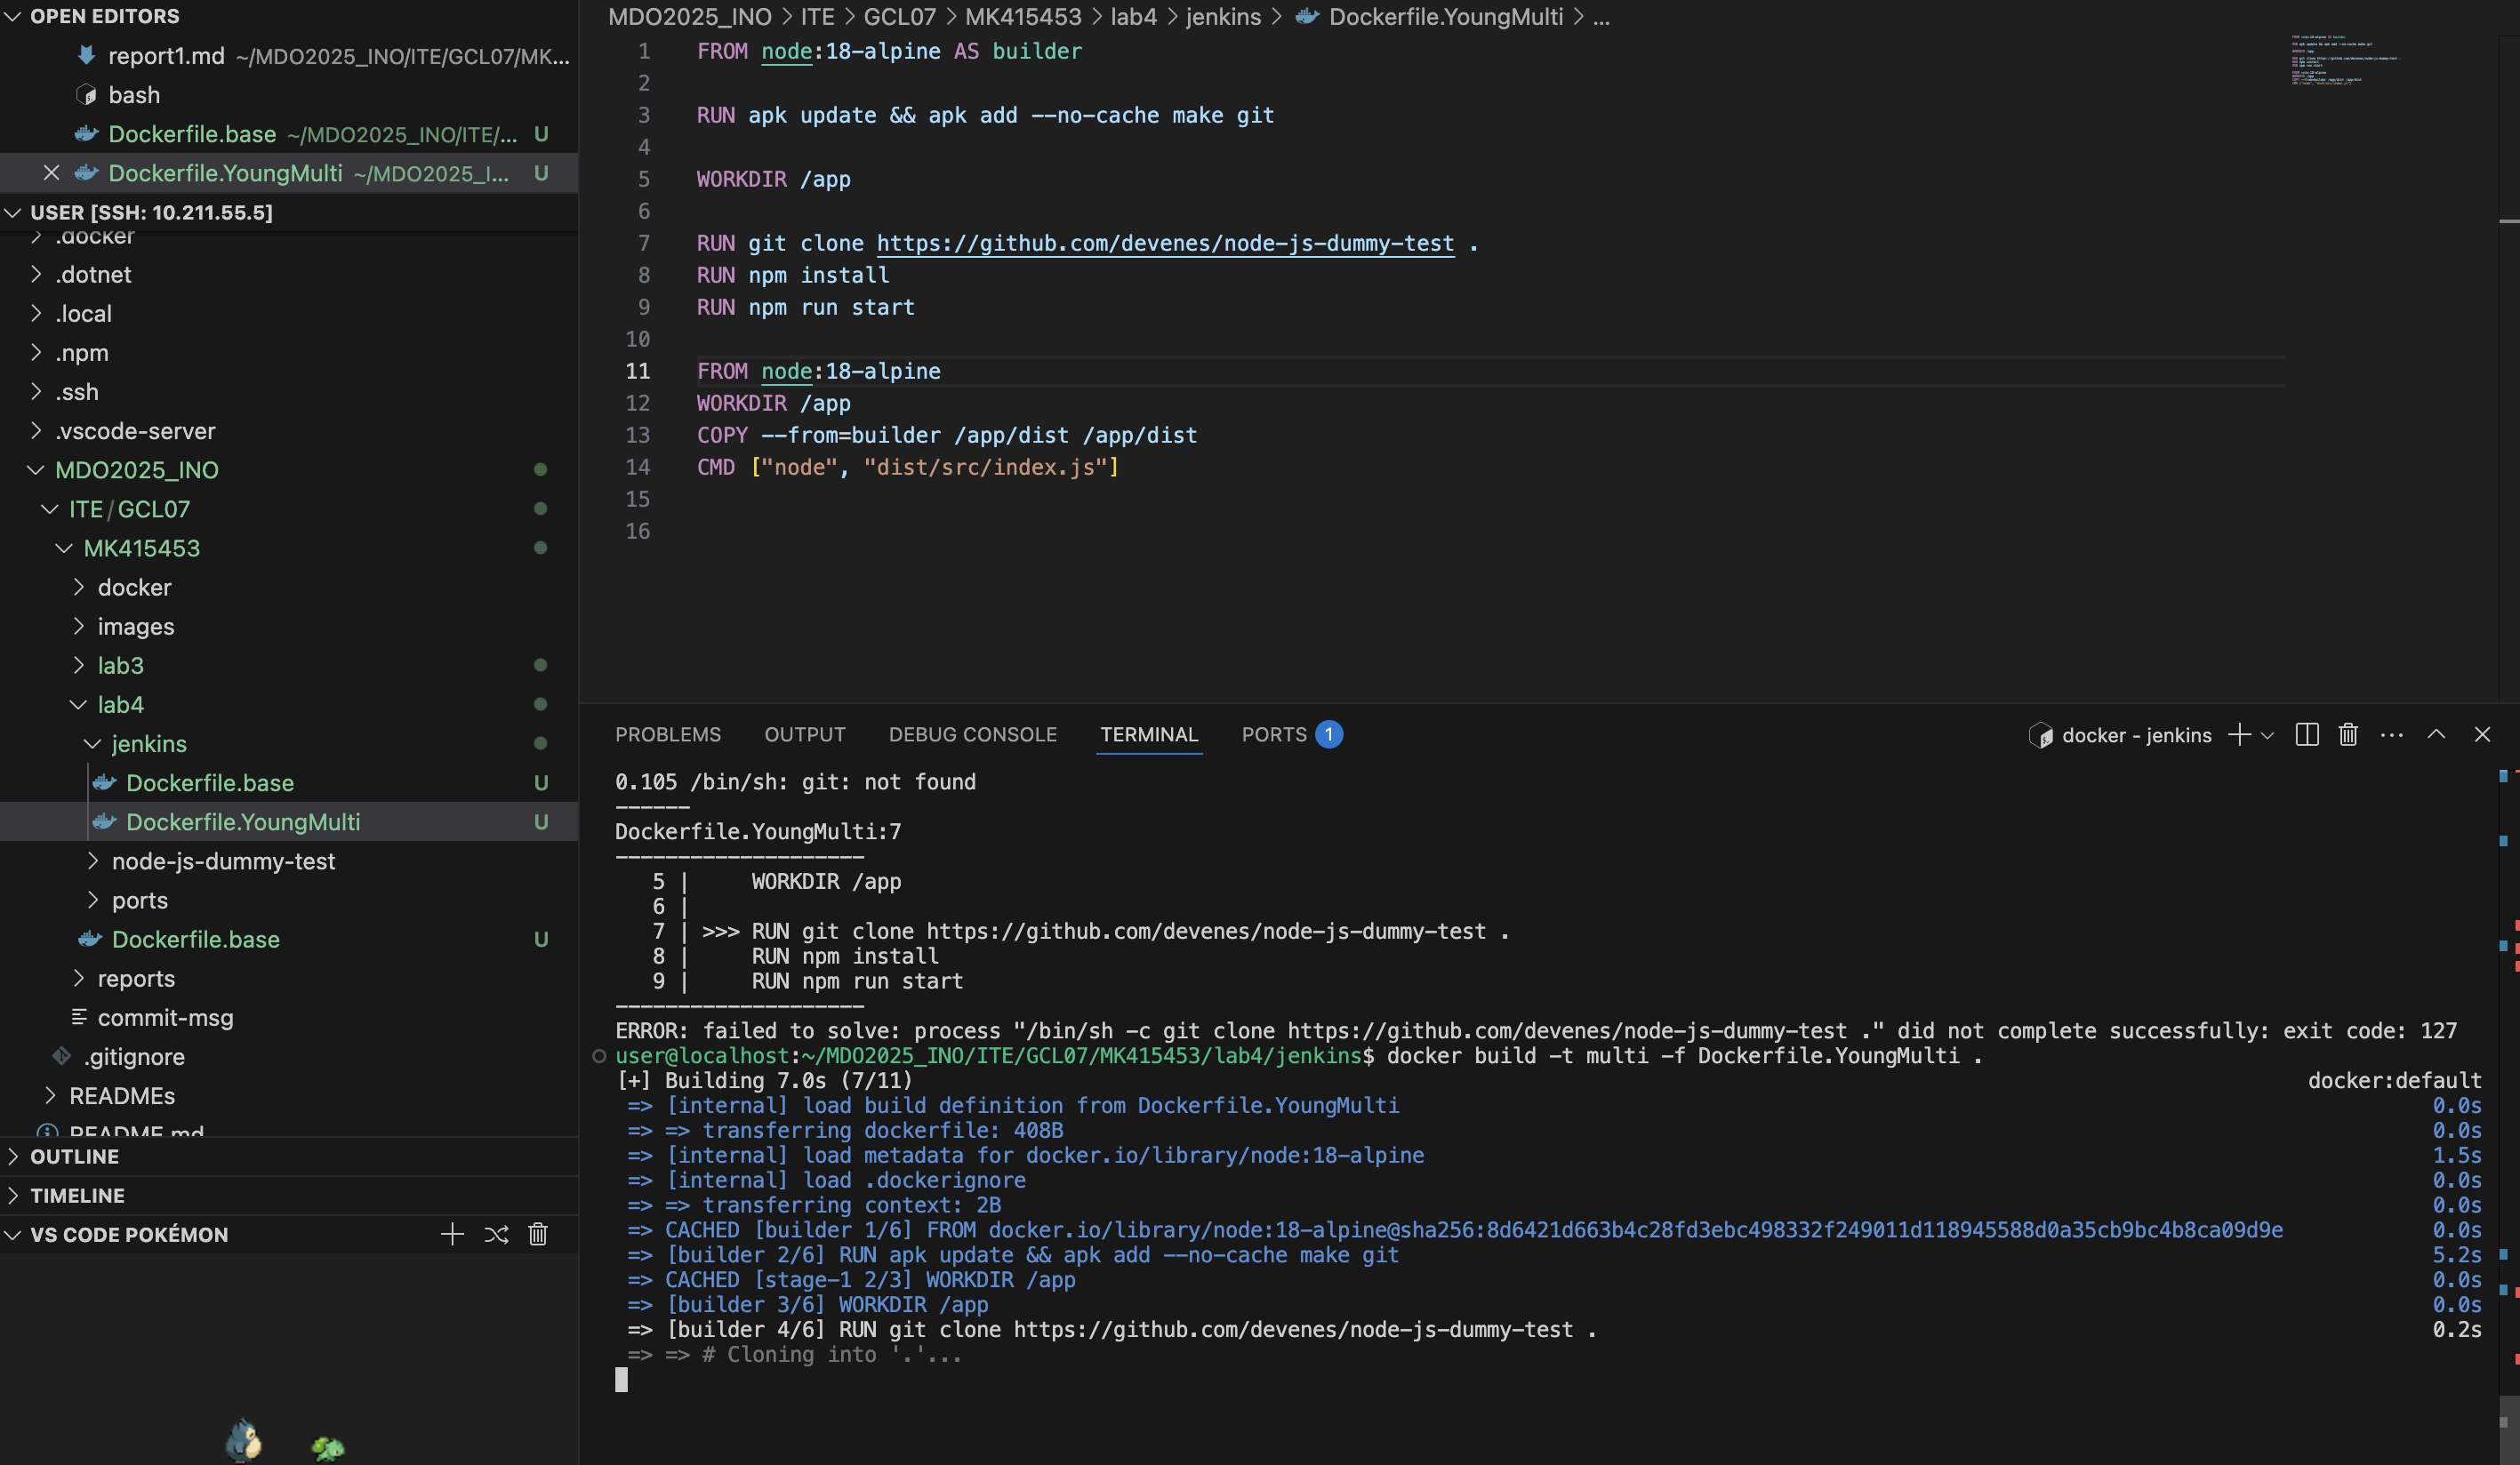 OPEN EDITORS
report1.md ~/MDO2025_INO/ITE/GCL07/MK...
bash
Dockerfile.base ~/MDO2025_INO/ITE/... U
Dockerfile.YoungMulti ~/MDO2025_I... U
USER [SSH: 10.211.55.5]
.docker
.dotnet
.local
.npm
.ssh
.vscode-server
MDO2025_INO
ITE / GCL07
MK415453
docker
images
lab3
lab4
jenkins
Dockerfile.base U
Dockerfile.YoungMulti U
node-js-dummy-test
ports
Dockerfile.base U
reports
commit-msg
.gitignore
READMEs
README.md
OUTLINE
TIMELINE
VS CODE POKÉMON
MDO2025_INO > ITE > GCL07 > MK415453 > lab4 > jenkins > Dockerfile.YoungMulti > ...
1 FROM node:18-alpine AS builder
2
3 RUN apk update && apk add --no-cache make git
4
5 WORKDIR /app
6
7 RUN git clone https://github.com/devenes/node-js-dummy-test .
8 RUN npm install
9 RUN npm run start
10
11 FROM node:18-alpine
12 WORKDIR /app
13 COPY --from=builder /app/dist /app/dist
14 CMD ["node", "dist/src/index.js"]
15
16
PROBLEMS OUTPUT DEBUG CONSOLE TERMINAL PORTS 1
docker - jenkins
0.105 /bin/sh: git: not found
------
Dockerfile.YoungMulti:7
--------------------
5 | WORKDIR /app
6 |
7 | >>> RUN git clone https://github.com/devenes/node-js-dummy-test .
8 | RUN npm install
9 | RUN npm run start
--------------------
ERROR: failed to solve: process "/bin/sh -c git clone https://github.com/devenes/node-js-dummy-test ." did not complete successfully: exit code: 127
user@localhost:~/MDO2025_INO/ITE/GCL07/MK415453/lab4/jenkins$ docker build -t multi -f Dockerfile.YoungMulti .
[+] Building 7.0s (7/11) docker:default
=> [internal] load build definition from Dockerfile.YoungMulti 0.0s
=> => transferring dockerfile: 408B 0.0s
=> [internal] load metadata for docker.io/library/node:18-alpine 1.5s
=> [internal] load .dockerignore 0.0s
=> => transferring context: 2B 0.0s
=> CACHED [builder 1/6] FROM docker.io/library/node:18-alpine@sha256:8d6421d663b4c28fd3ebc498332f249011d118945588d0a35cb9bc4b8ca09d9e 0.0s
=> [builder 2/6] RUN apk update && apk add --no-cache make git 5.2s
=> CACHED [stage-1 2/3] WORKDIR /app 0.0s
=> [builder 3/6] WORKDIR /app 0.0s
=> [builder 4/6] RUN git clone https://github.com/devenes/node-js-dummy-test . 0.2s
=> => # Cloning into '.'...